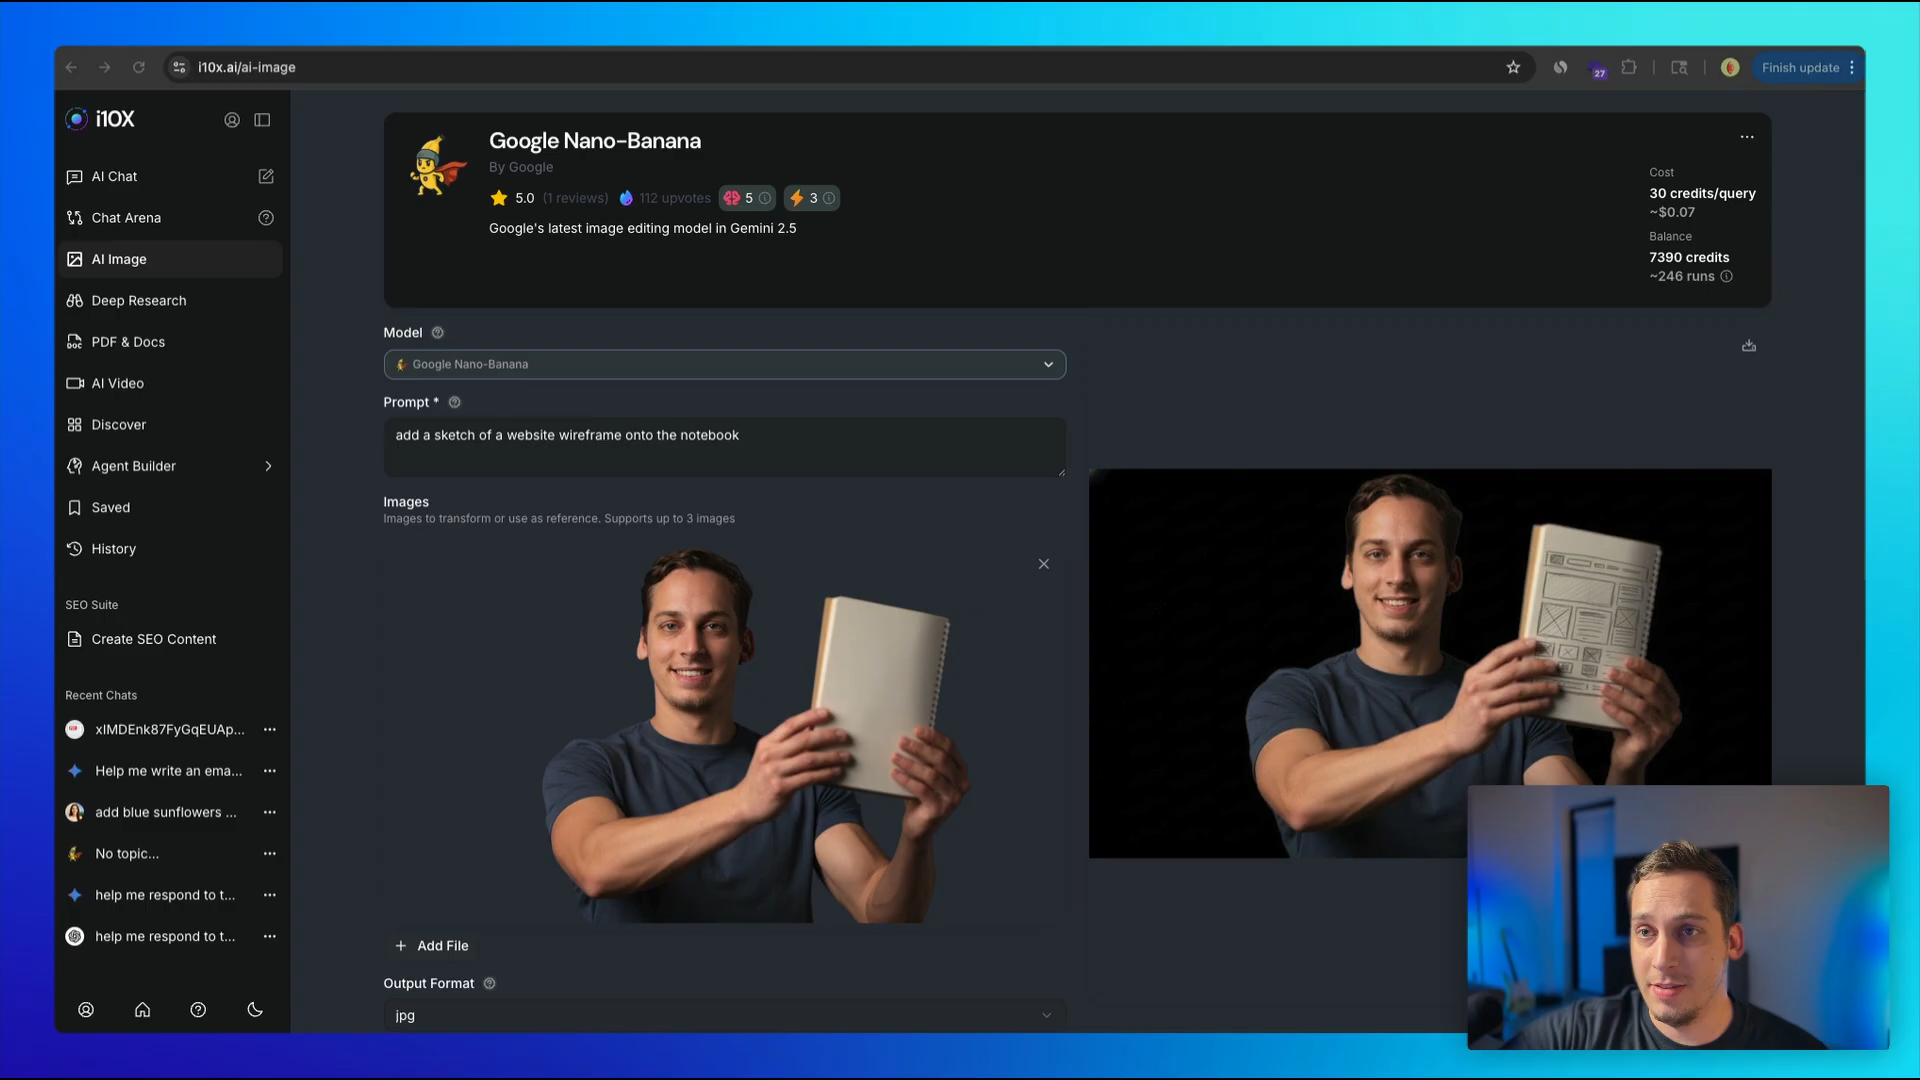 i10x.ai/ai-image
27
Finish update
i10X
AI Chat
Chat Arena
AI Image
Deep Research
PDF & Docs
AI Video
Discover
Agent Builder
Saved
History
SEO Suite
Create SEO Content
Recent Chats
xIMDEnk87FyGqEUAp...
Help me write an ema...
add blue sunflowers ...
No topic...
help me respond to t...
help me respond to t...
Google Nano-Banana
By Google
5.0 (1 reviews) 112 upvotes 5 3
Google's latest image editing model in Gemini 2.5
Cost
30 credits/query
~$0.07
Balance
7390 credits
~246 runs
Model
Google Nano-Banana
Prompt *
add a sketch of a website wireframe onto the notebook
Images
Images to transform or use as reference. Supports up to 3 images
Add File
Output Format
jpg